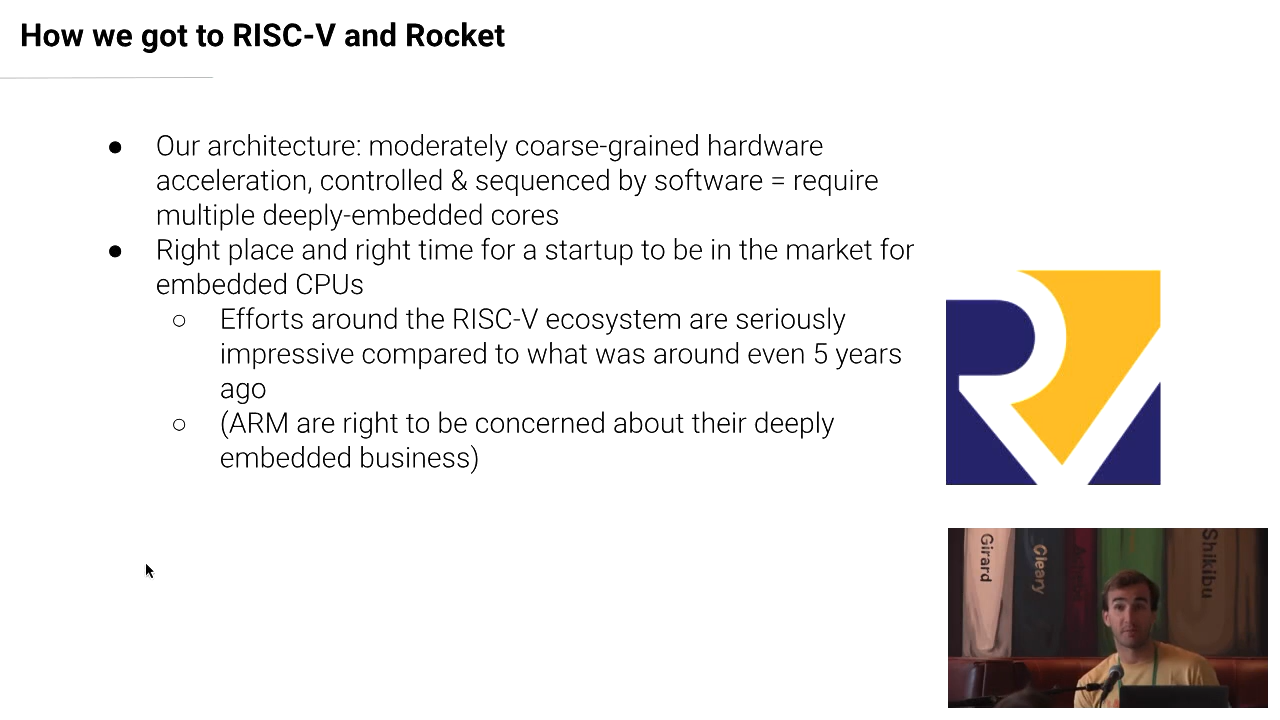 How we got to RISC-V and Rocket
● Our architecture: moderately coarse-grained hardware
acceleration, controlled & sequenced by software = require
multiple deeply-embedded cores
● Right place and right time for a startup to be in the market for
embedded CPUs
○ Efforts around the RISC-V ecosystem are seriously
impressive compared to what was around even 5 years
ago
○ (ARM are right to be concerned about their deeply
embedded business)
Girard
Cleary
Shikibu